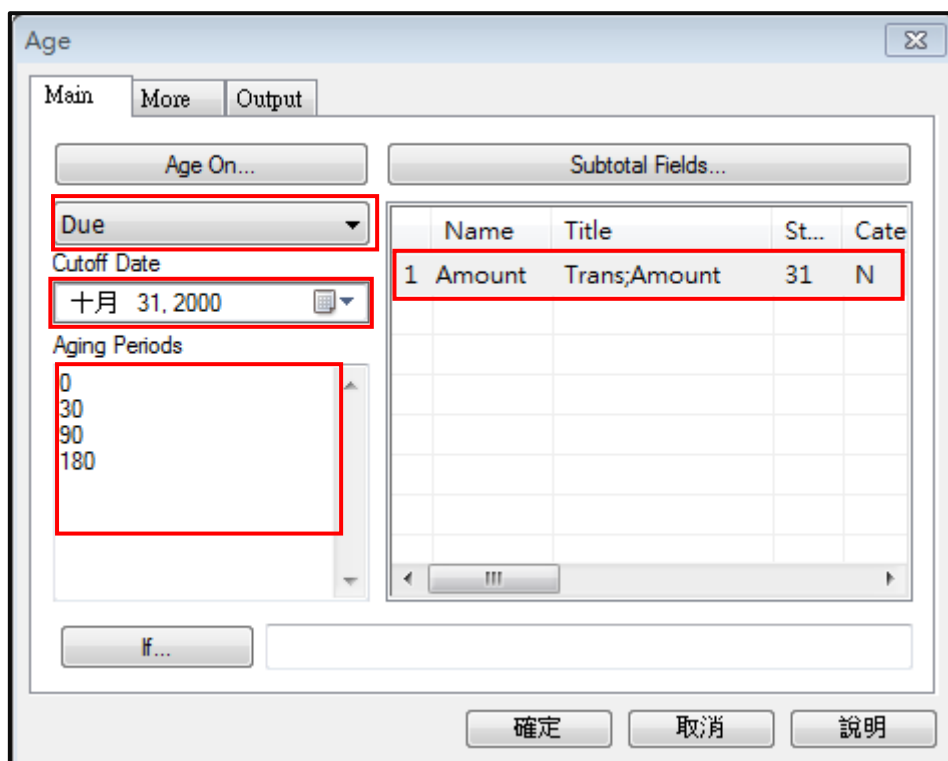 Age
Main More Output
Age On... Subtotal Fields...
Due
Name Title St... Cate
Cutoff Date
1 Amount Trans;Amount 31 N
十月 31, 2000
Aging Periods
0
30
90
180
If...
確定 取消 說明